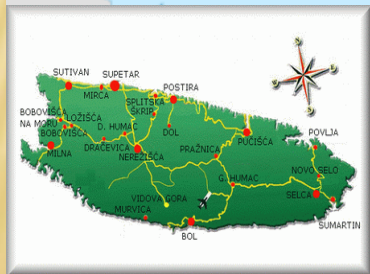 SUTIVAN
SUPETAR
MIRCA
POSTIRA
SPLITSKA
ŠKRIP
BOBOVIŠĆA
NA MORU
LOŽIŠĆA
BOBOVIŠĆA
D. HUMAC
DOL
PUČIŠĆA
POVLJA
MILNA
DRAČEVICA
NEREŽIŠĆA
PRAŽNICA
NOVO SELO
G. HUMAC
SELCA
VIDOVA GORA
MURVICA
SUMARTIN
BOL